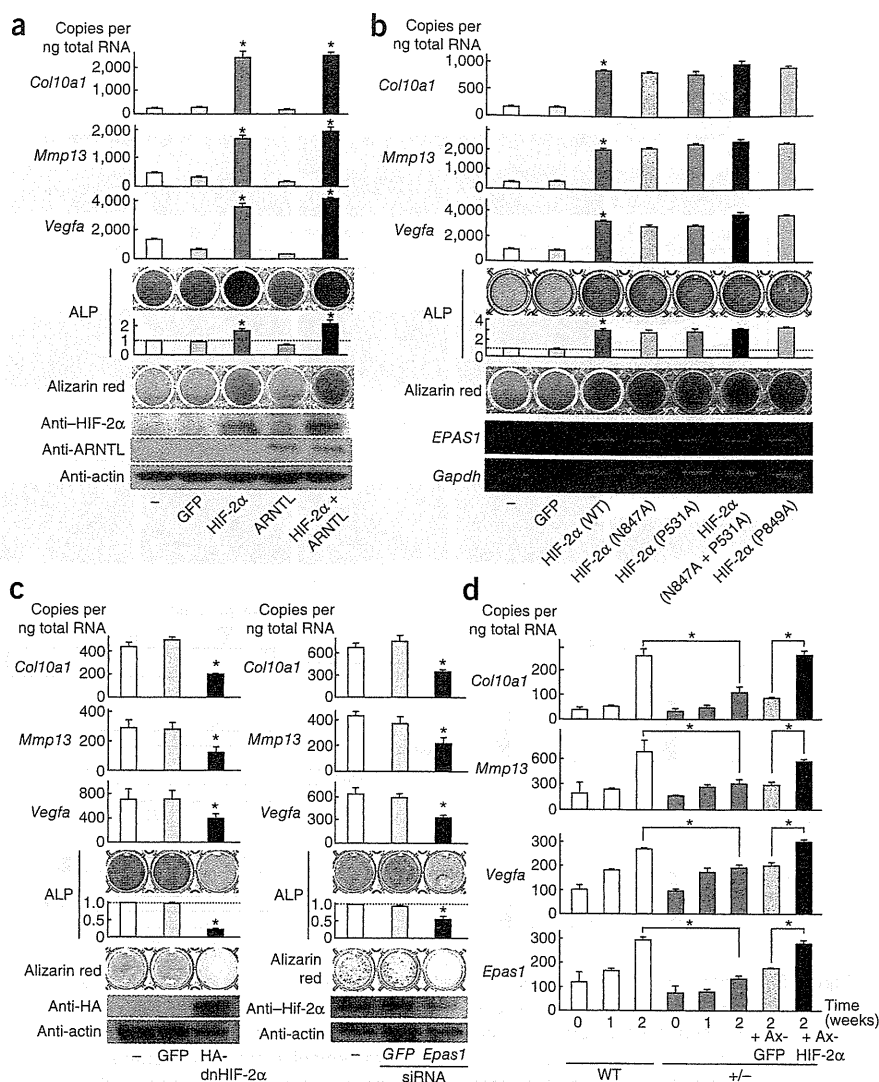 a
Copies per
ng total RNA
Col10a1
2,000
1,000
0
*
*
Mmp13
2,000
1,000
0
*
*
Vegfa
4,000
2,000
0
*
*
ALP
2
1
0
*
*
Alizarin red
Anti–HIF-2α
Anti-ARNTL
Anti-actin
–
GFP
HIF-2α
ARNTL
HIF-2α +
ARNTL
b
Copies per
ng total RNA
Col10a1
1,000
500
0
*
Mmp13
2,000
1,000
0
*
Vegfa
4,000
2,000
0
*
ALP
4
2
0
*
Alizarin red
EPAS1
Gapdh
–
GFP
HIF-2α (WT)
HIF-2α (N847A)
HIF-2α (P531A)
HIF-2α
(N847A + P531A)
HIF-2α (P849A)
c
Copies per
ng total RNA
Col10a1
400
200
0
*
Mmp13
400
200
0
*
Vegfa
800
400
0
*
ALP
1.0
0.5
0
*
Alizarin red
Anti-HA
Anti-actin
–
GFP
HA-
dnHIF-2α
Copies per
ng total RNA
Col10a1
600
300
0
*
Mmp13
400
200
0
*
Vegfa
600
300
0
*
ALP
1.0
0.5
0
*
Alizarin
red
Anti–Hif-2α
Anti-actin
–
GFP
Epas1
siRNA
d
Copies per
ng total RNA
Col10a1
200
100
0
*
*
Mmp13
600
300
0
*
*
Vegfa
300
200
100
0
*
*
Epas1
300
200
100
0
*
*
Time
(weeks)
0 1 2 0 1 2 2 2
+ Ax-
GFP
+ Ax-
HIF-2α
WT
+/–